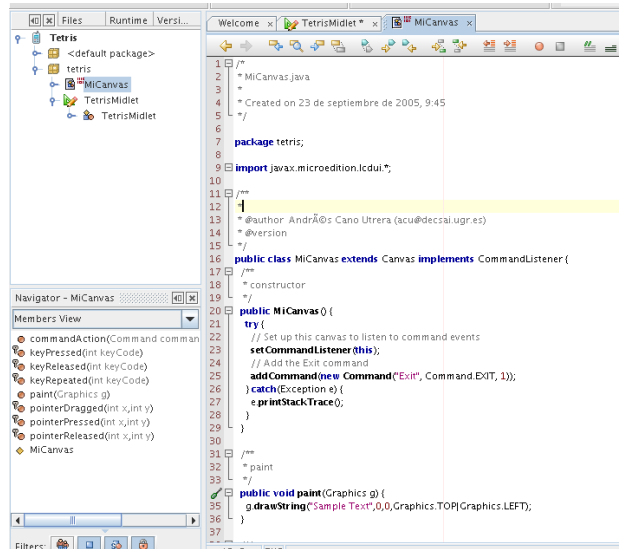 Files Runtime Versi...
Tetris
<default package>
tetris
MiCanvas
TetrisMidlet
TetrisMidlet
Navigator - MiCanvas
Members View
commandAction(Command comman
keyPressed(int keyCode)
keyReleased(int keyCode)
keyRepeated(int keyCode)
paint(Graphics g)
pointerDragged(int x,int y)
pointerPressed(int x,int y)
pointerReleased(int x,int y)
MiCanvas
Filters:
Welcome x TetrisMidlet * x MiCanvas x
1 /*
2 * MiCanvas.java
3 *
4 * Created on 23 de septiembre de 2005, 9:45
5 */
6
7 package tetris;
8
9 import javax.microedition.lcdui.*;
10
11 /**
12 *
13 * @author AndrÃ©s Cano Utrera (acu@decsai.ugr.es)
14 * @version
15 */
16 public class MiCanvas extends Canvas implements CommandListener {
17 /**
18 * constructor
19 */
20 public MiCanvas() {
21 try {
22 // Set up this canvas to listen to command events
23 setCommandListener(this);
24 // Add the Exit command
25 addCommand(new Command("Exit", Command.EXIT, 1));
26 } catch(Exception e) {
27 e.printStackTrace();
28 }
29 }
30
31 /**
32 * paint
33 */
public void paint(Graphics g) {
35 g.drawString("Sample Text",0,0,Graphics.TOP|Graphics.LEFT);
36 }
37